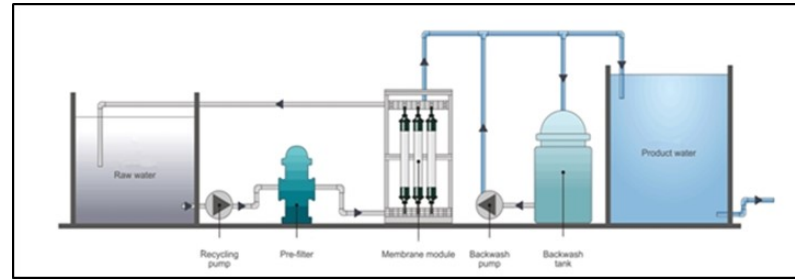 Raw water
Product water
Recycling
pump
Pre-filter
Membrane module
Backwash
pump
Backwash
tank